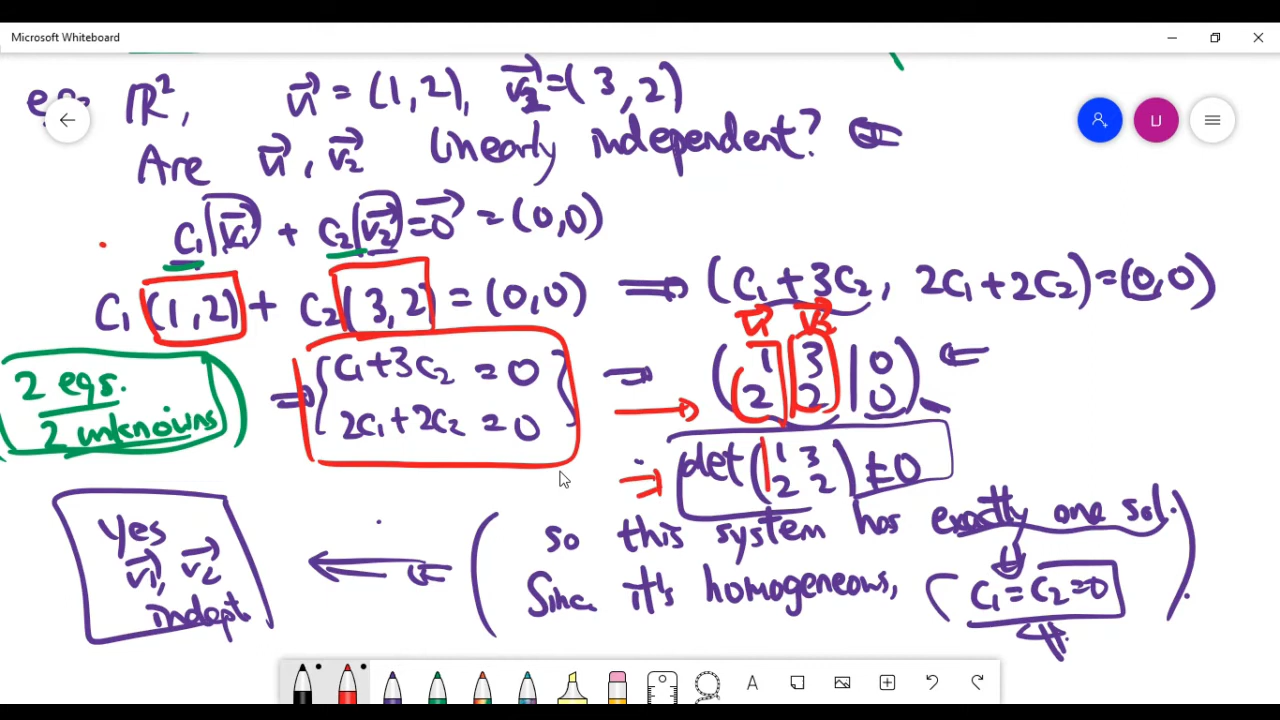 Microsoft Whiteboard
eg. ℝ², v⃗1 = (1,2), v⃗2 = (3,2)
Are v⃗1, v⃗2 linearly independent?
c1 v⃗1 + c2 v⃗2 = 0⃗ = (0,0)
c1 (1,2) + c2 (3,2) = (0,0) ⟹ (c1 + 3c2, 2c1 + 2c2) = (0,0)
v⃗1 v⃗2
2 eqs.
2 unknowns
⟹ { c1 + 3c2 = 0
2c1 + 2c2 = 0 }
⟹ ( 1 3 | 0
2 2 | 0 ) ⇐
⇒ det ( 1 3
2 2 ) ≠ 0
so this system has exactly one sol.
Since it's homogeneous, ( c1 = c2 = 0 )
Yes
v⃗1, v⃗2
indept.
U
A